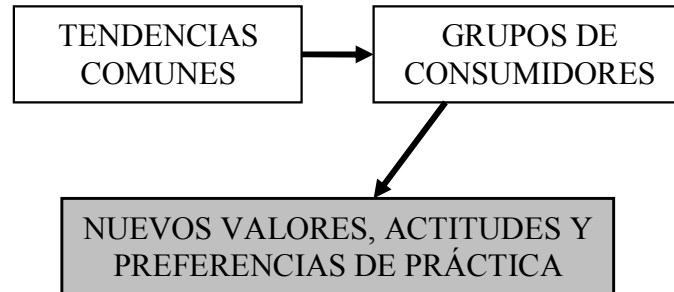 TENDENCIAS
COMUNES
GRUPOS DE
CONSUMIDORES
NUEVOS VALORES, ACTITUDES Y
PREFERENCIAS DE PRÁCTICA